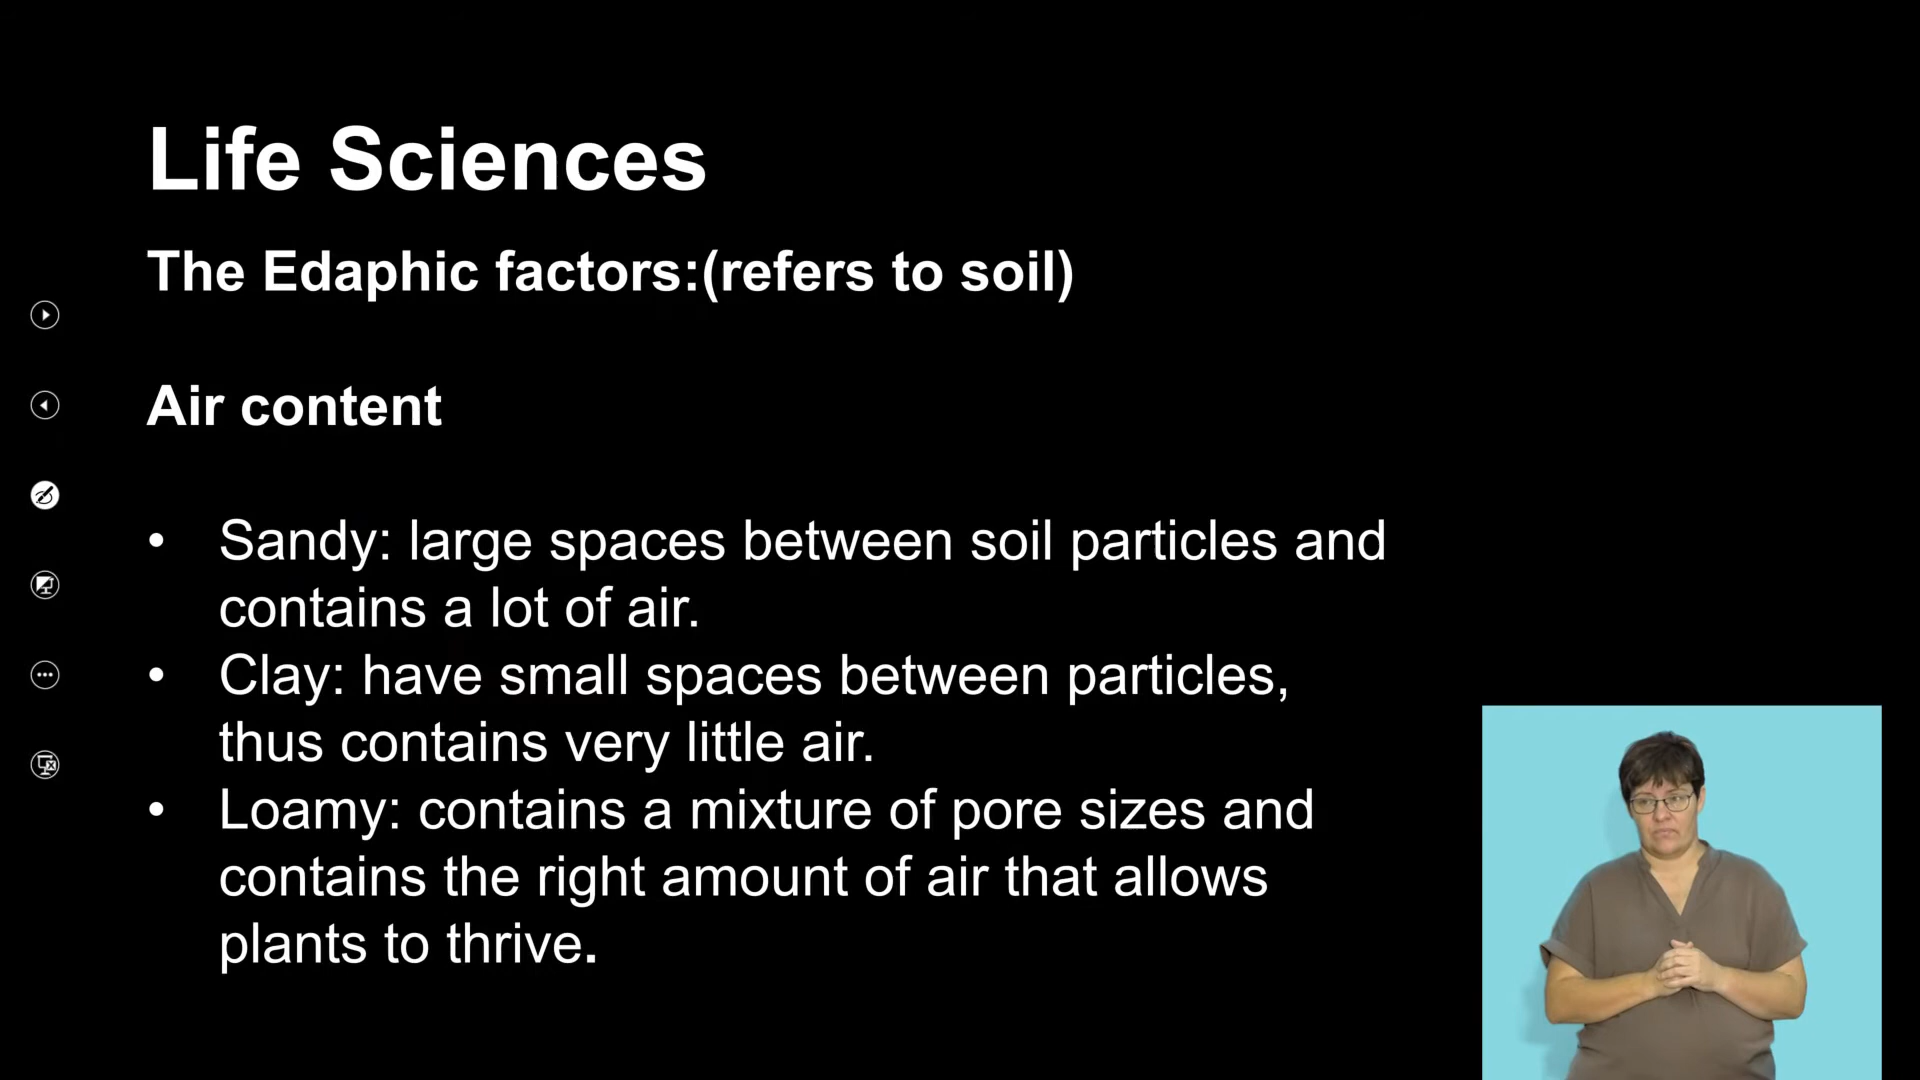 Life Sciences
The Edaphic factors:(refers to soil)
Air content
• Sandy: large spaces between soil particles and
contains a lot of air.
• Clay: have small spaces between particles,
thus contains very little air.
• Loamy: contains a mixture of pore sizes and
contains the right amount of air that allows
plants to thrive.